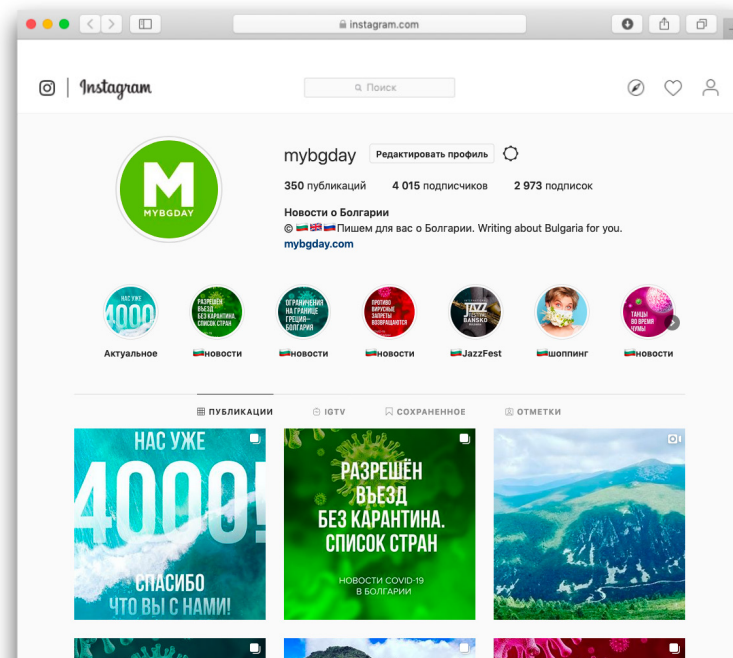 instagram.com
Instagram
Поиск
M
MYBGDAY
mybgday
Редактировать профиль
350 публикаций 4 015 подписчиков 2 973 подписок
Новости о Болгарии
© 🇧🇬🇬🇧🇷🇺Пишем для вас о Болгарии. Writing about Bulgaria for you.
mybgday.com
НАС УЖЕ
4000
РАЗРЕШЁН
ВЪЕЗД
БЕЗ КАРАНТИНА.
СПИСОК СТРАН
ОГРАНИЧЕНИЯ
НА ГРАНИЦЕ
ГРЕЦИЯ–
БОЛГАРИЯ
ПРОТИВО
ВИРУСНЫЕ
ЗАПРЕТЫ
ВОЗВРАЩАЮТСЯ
JAZZ
BANSKO
ТАНЦЫ
ВО ВРЕМЯ
ЧУМЫ
Актуальное
🇧🇬новости
🇧🇬новости
🇧🇬новости
🇧🇬JazzFest
🇧🇬шоппинг
🇧🇬новости
ПУБЛИКАЦИИ
IGTV
СОХРАНЕННОЕ
ОТМЕТКИ
НАС УЖЕ
4000!
СПАСИБО
ЧТО ВЫ С НАМИ!
РАЗРЕШЁН
ВЪЕЗД
БЕЗ КАРАНТИНА.
СПИСОК СТРАН
НОВОСТИ COVID-19
В БОЛГАРИИ